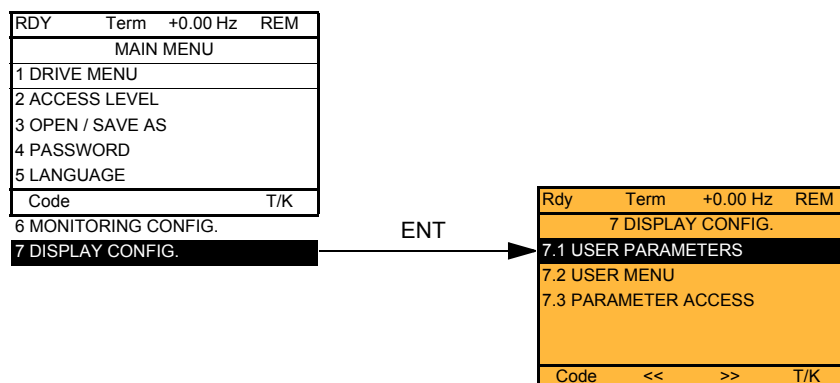 RDY Term +0.00 Hz REM
MAIN MENU
1 DRIVE MENU
2 ACCESS LEVEL
3 OPEN / SAVE AS
4 PASSWORD
5 LANGUAGE
Code T/K
6 MONITORING CONFIG.
7 DISPLAY CONFIG.
ENT
Rdy Term +0.00 Hz REM
7 DISPLAY CONFIG.
7.1 USER PARAMETERS
7.2 USER MENU
7.3 PARAMETER ACCESS
Code << >> T/K